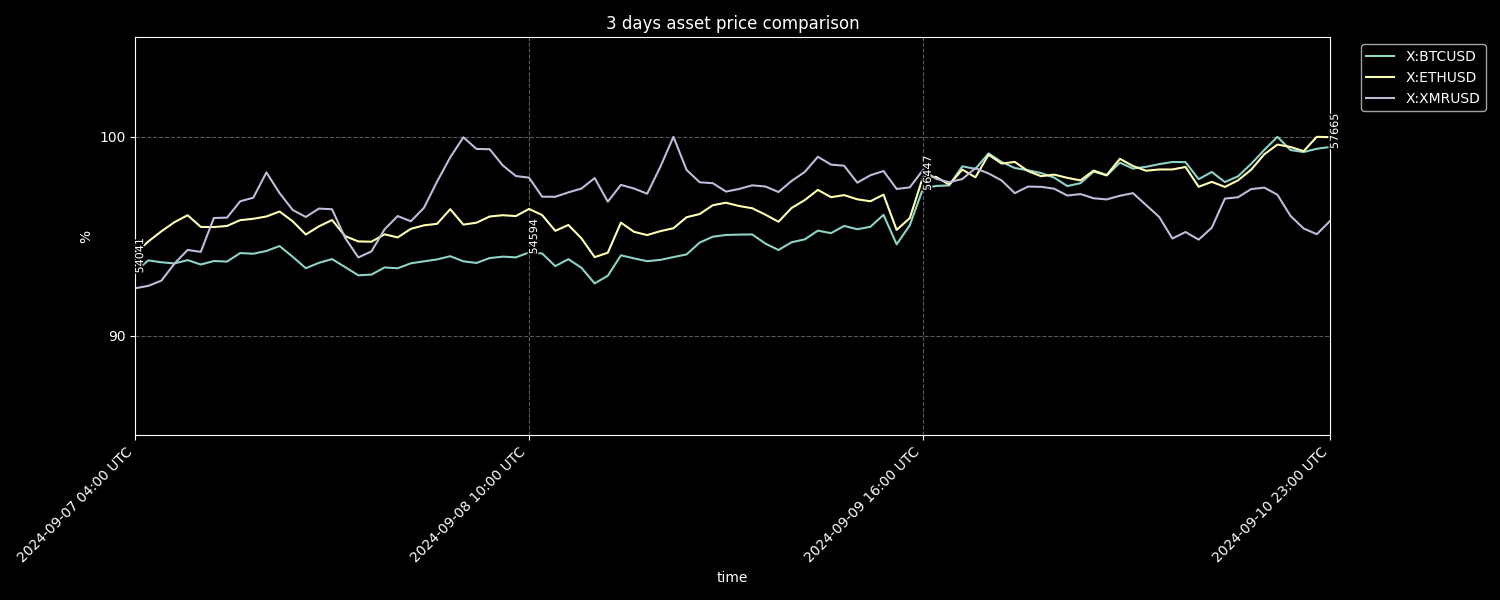 3 days asset price comparison
X:BTCUSD
X:ETHUSD
X:XMRUSD
100
90
%
54041
54594
56447
57665
2024-09-07 04:00 UTC
2024-09-08 10:00 UTC
2024-09-09 16:00 UTC
2024-09-10 23:00 UTC
time